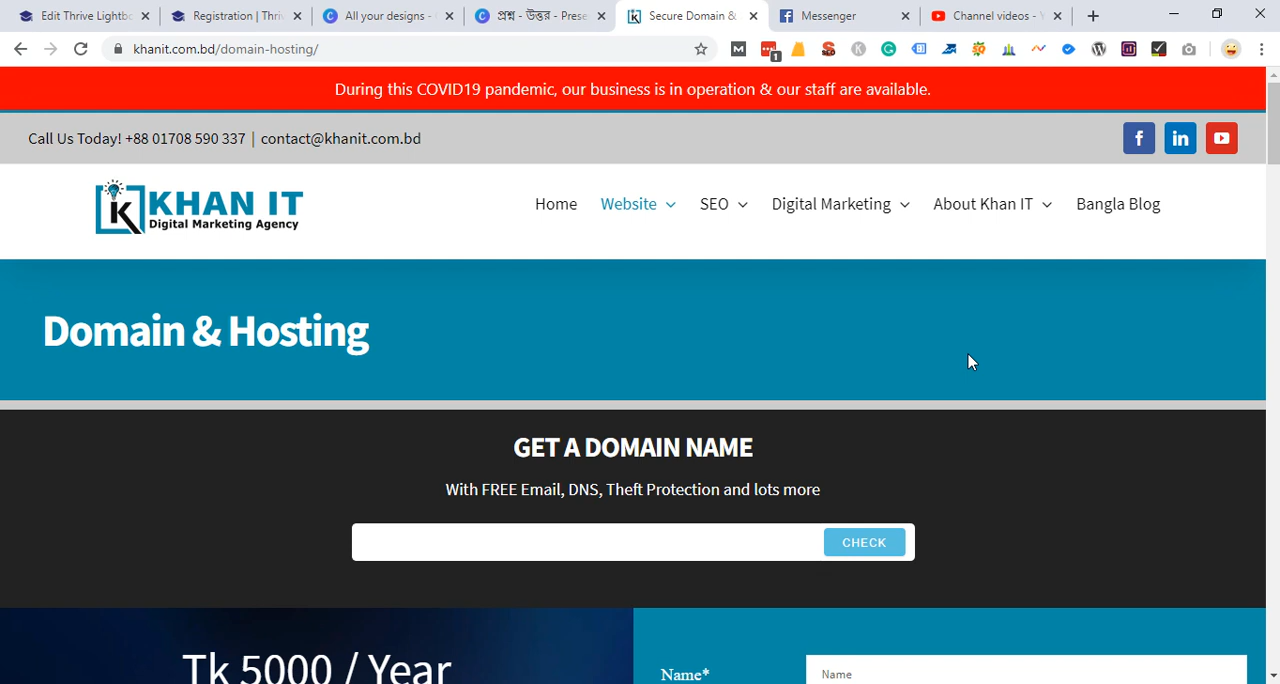 Edit Thrive Lightbo
Registration | Thri
All your designs -
প্রশ্ন - উত্তর - Prese
Secure Domain &
Messenger
Channel videos - Y
khanit.com.bd/domain-hosting/
1
During this COVID19 pandemic, our business is in operation & our staff are available.
Call Us Today! +88 01708 590 337 | contact@khanit.com.bd
KHAN IT
Digital Marketing Agency
Home
Website
SEO
Digital Marketing
About Khan IT
Bangla Blog
Domain & Hosting
GET A DOMAIN NAME
With FREE Email, DNS, Theft Protection and lots more
CHECK
Tk 5000 / Year
Name*
Name